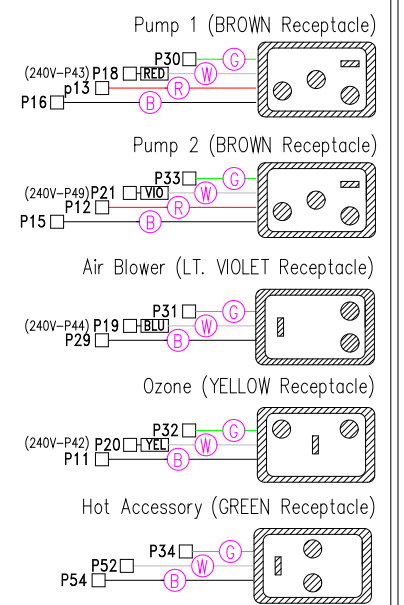 Pump 1 (BROWN Receptacle)
P30 G
(240V-P43) P18 RED W
p13 R
P16 B
Pump 2 (BROWN Receptacle)
P33 G
(240V-P49) P21 VIO W
P12 R
P15 B
Air Blower (LT. VIOLET Receptacle)
P31 G
(240V-P44) P19 BLU W
P29 B
Ozone (YELLOW Receptacle)
P32 G
(240V-P42) P20 YEL W
P11 B
Hot Accessory (GREEN Receptacle)
P34 G
P52 W
P54 B